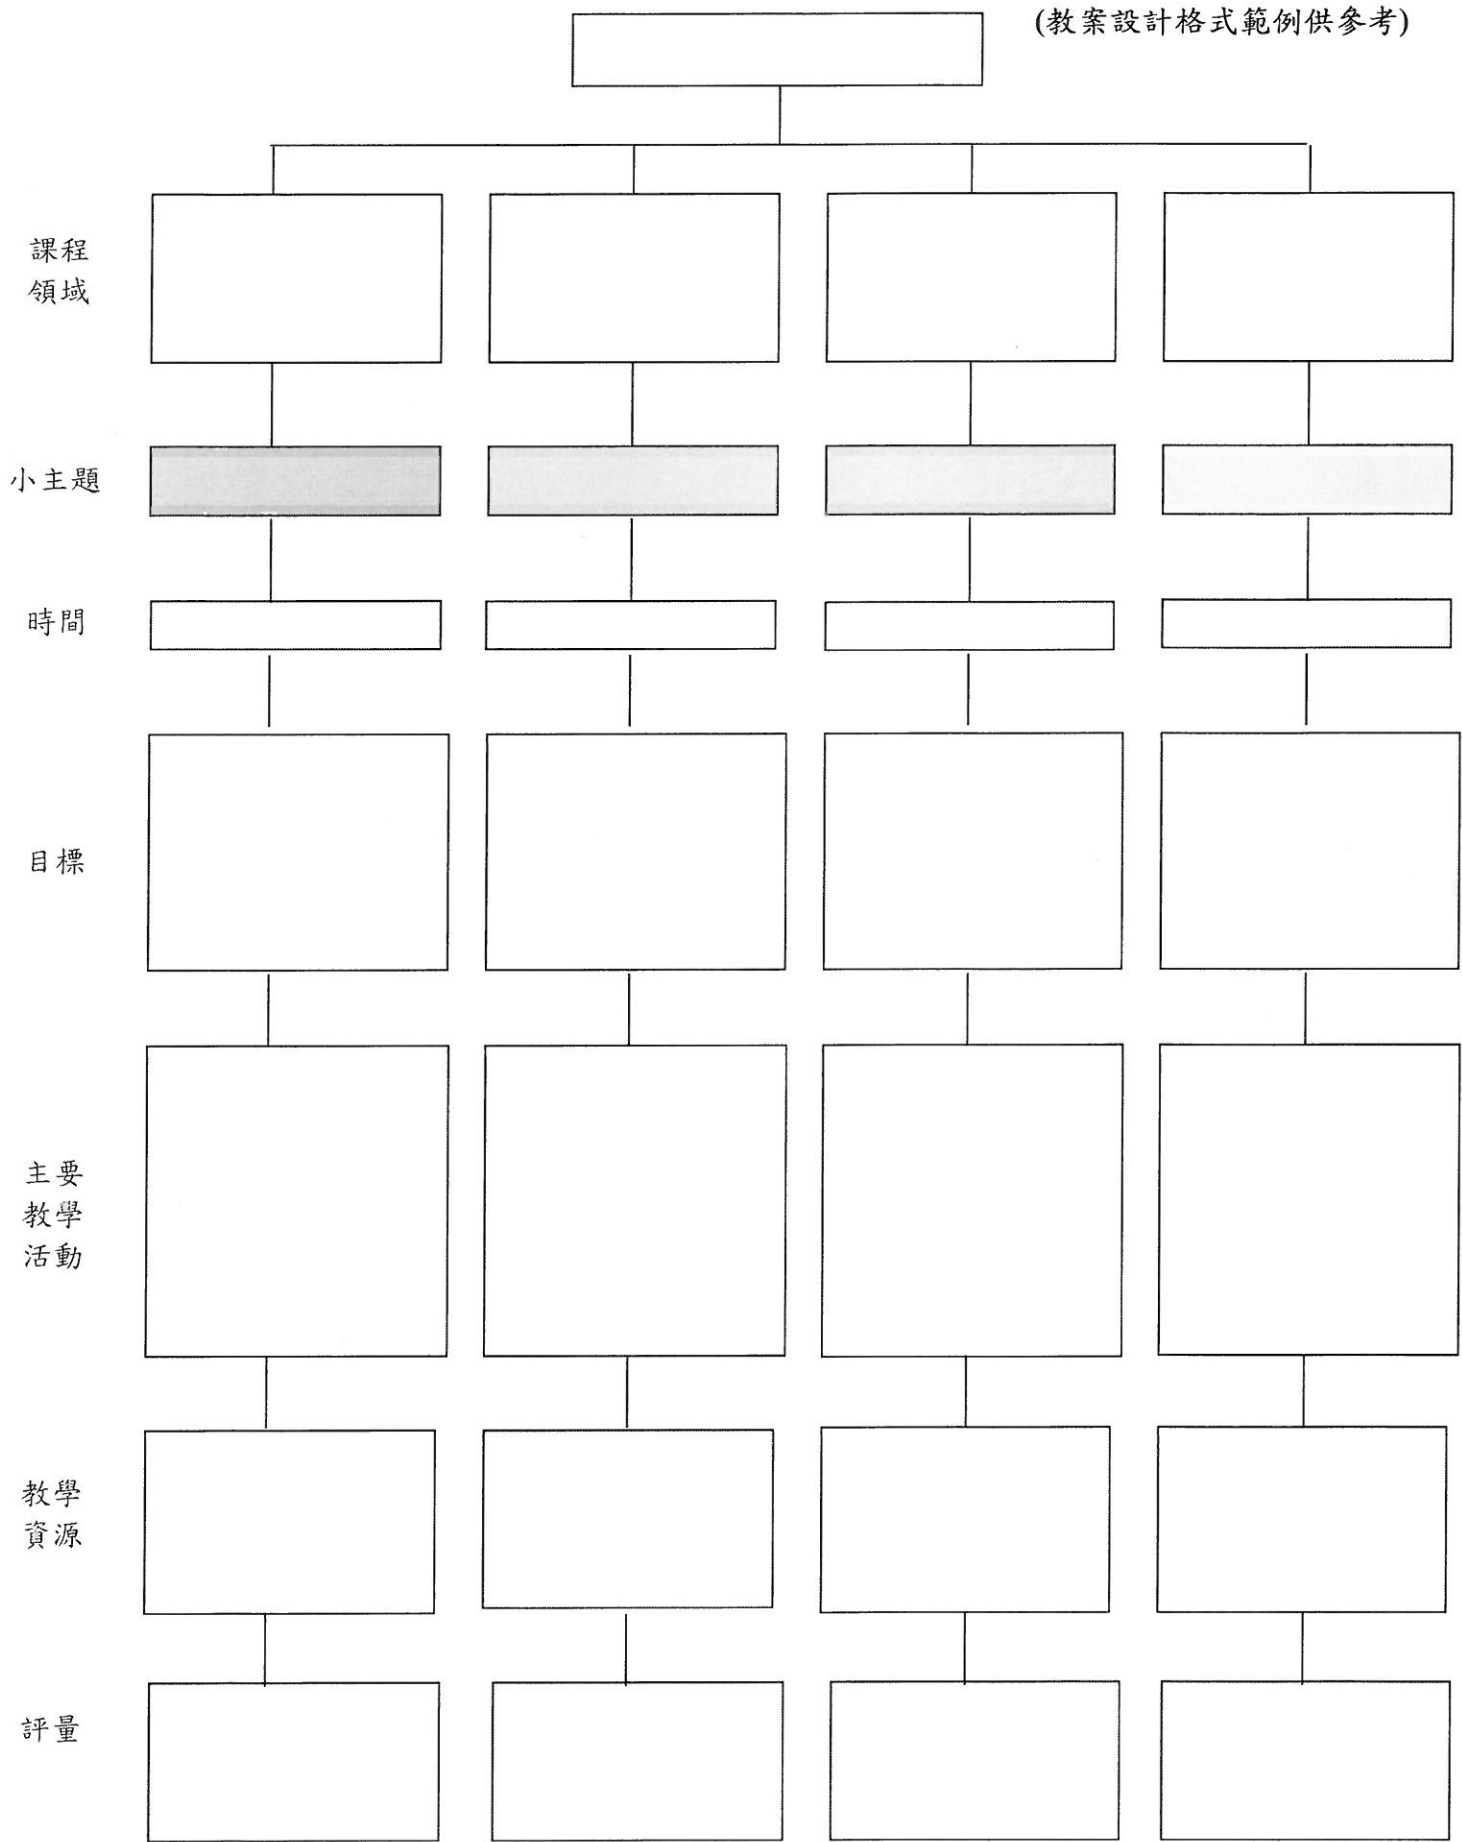 (教案設計格式範例供參考)
課程
領域
小主題
時間
目標
主要
教學
活動
教學
資源
評量